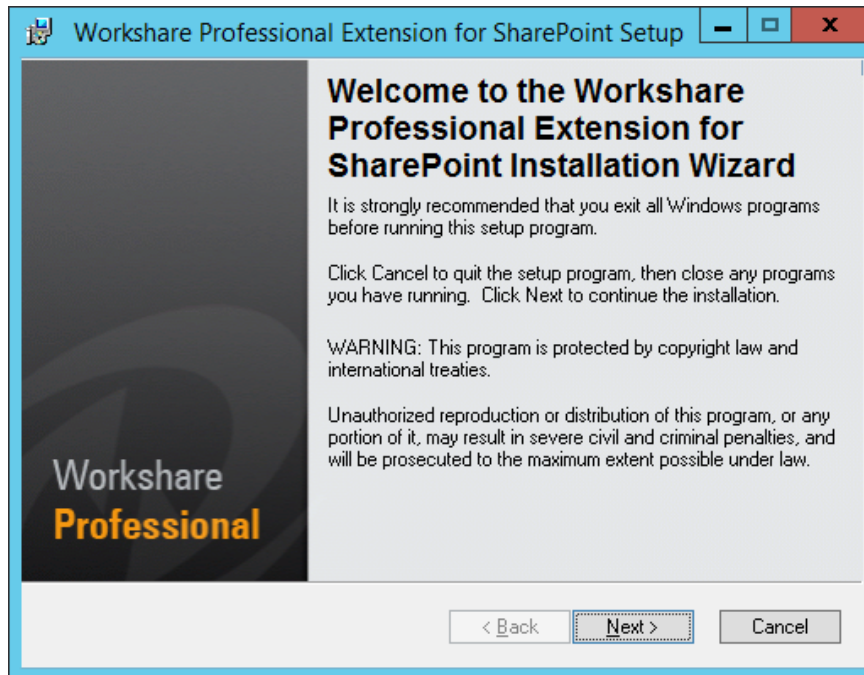 Workshare Professional Extension for SharePoint Setup
Welcome to the Workshare
Professional Extension for
SharePoint Installation Wizard
It is strongly recommended that you exit all Windows programs
before running this setup program.
Click Cancel to quit the setup program, then close any programs
you have running.  Click Next to continue the installation.
WARNING: This program is protected by copyright law and
international treaties.
Unauthorized reproduction or distribution of this program, or any
portion of it, may result in severe civil and criminal penalties, and
will be prosecuted to the maximum extent possible under law.
Workshare
Professional
< Back
Next >
Cancel